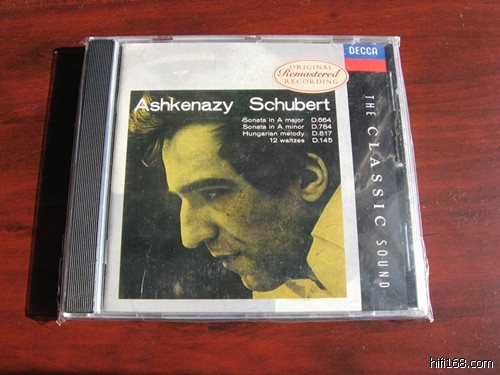 ORIGINAL
Remastered
RECORDING
DECCA
Ashkenazy Schubert
Sonata in A major D.664
Sonata in A minor D.784
Hungarian melody D.817
12 waltzes D.145
THE CLASSIC SOUND
hifi168.com